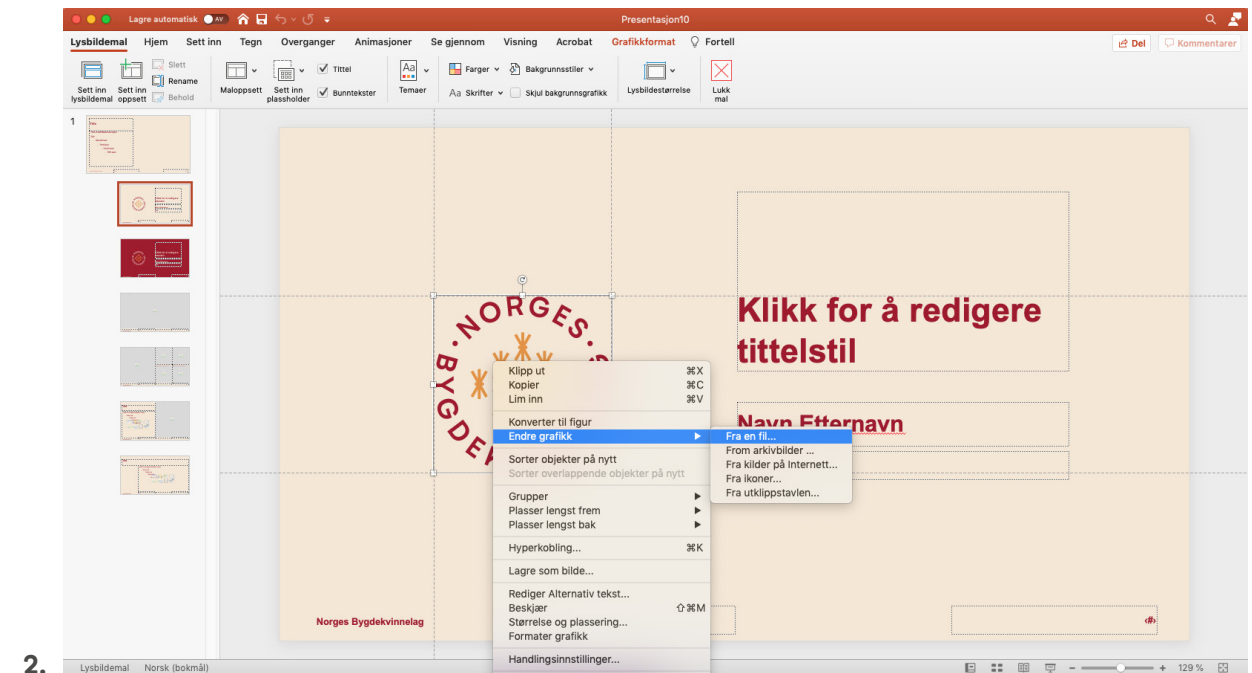 Lagre automatisk AV Presentasjon10
Lysbildemal Hjem Sett inn Tegn Overganger Animasjoner Se gjennom Visning Acrobat Grafikkformat Fortell Del Kommentarer
Sett inn lysbildemal
Sett inn oppsett
Slett
Rename
Behold
Maloppsett
Sett inn plassholder
Tittel
Bunntekster
Aa
Temaer
Farger
Bakgrunnsstiler
Aa Skrifter
Skjul bakgrunnsgrafikk
Lysbildestørrelse
Lukk mal
1
NORGES
BYGDE
Klikk for å redigere
tittelstil
Navn Etternavn
Klipp ut ⌘X
Kopier ⌘C
Lim inn ⌘V
Konverter til figur
Endre grafikk
Sorter objekter på nytt
Sorter overlappende objekter på nytt
Grupper
Plasser lengst frem
Plasser lengst bak
Hyperkobling... ⌘K
Lagre som bilde...
Rediger Alternativ tekst...
Beskjær ⇧⌘M
Størrelse og plassering...
Formater grafikk
Handlingsinnstillinger...
Fra en fil...
From arkivbilder ...
Fra kilder på Internett...
Fra ikoner...
Fra utklippstavlen...
Norges Bygdekvinnelag
‹#›
2.
Lysbildemal Norsk (bokmål) 129 %